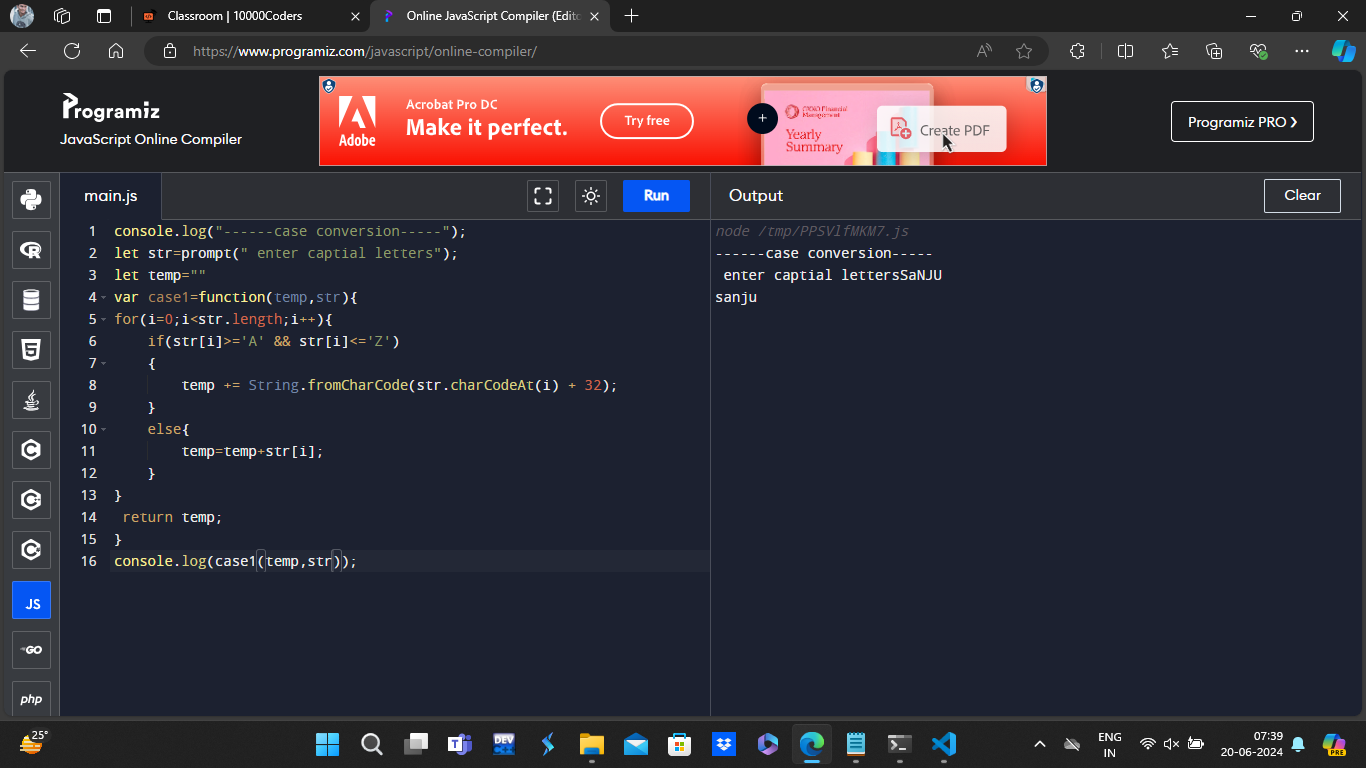 Classroom | 10000Coders
Online JavaScript Compiler (Edito
https://www.programiz.com/javascript/online-compiler/
Programiz
JavaScript Online Compiler
Adobe
Acrobat Pro DC
Make it perfect.
Try free
Yearly
Summary
Create PDF
Programiz PRO ❯
main.js
Run
Output
Clear
1 console.log("------case conversion-----");
2 let str=prompt(" enter captial letters");
3 let temp=""
4 var case1=function(temp,str){
5 for(i=0;i<str.length;i++){
6 if(str[i]>='A' && str[i]<='Z')
7 {
8 temp += String.fromCharCode(str.charCodeAt(i) + 32);
9 }
10 else{
11 temp=temp+str[i];
12 }
13 }
14 return temp;
15 }
16 console.log(case1(temp,str));
node /tmp/PPSVlfMKM7.js
------case conversion-----
enter captial lettersSaNJU
sanju
JS
GO
php
25°
DEV
ENG
IN
07:39
20-06-2024
PRE